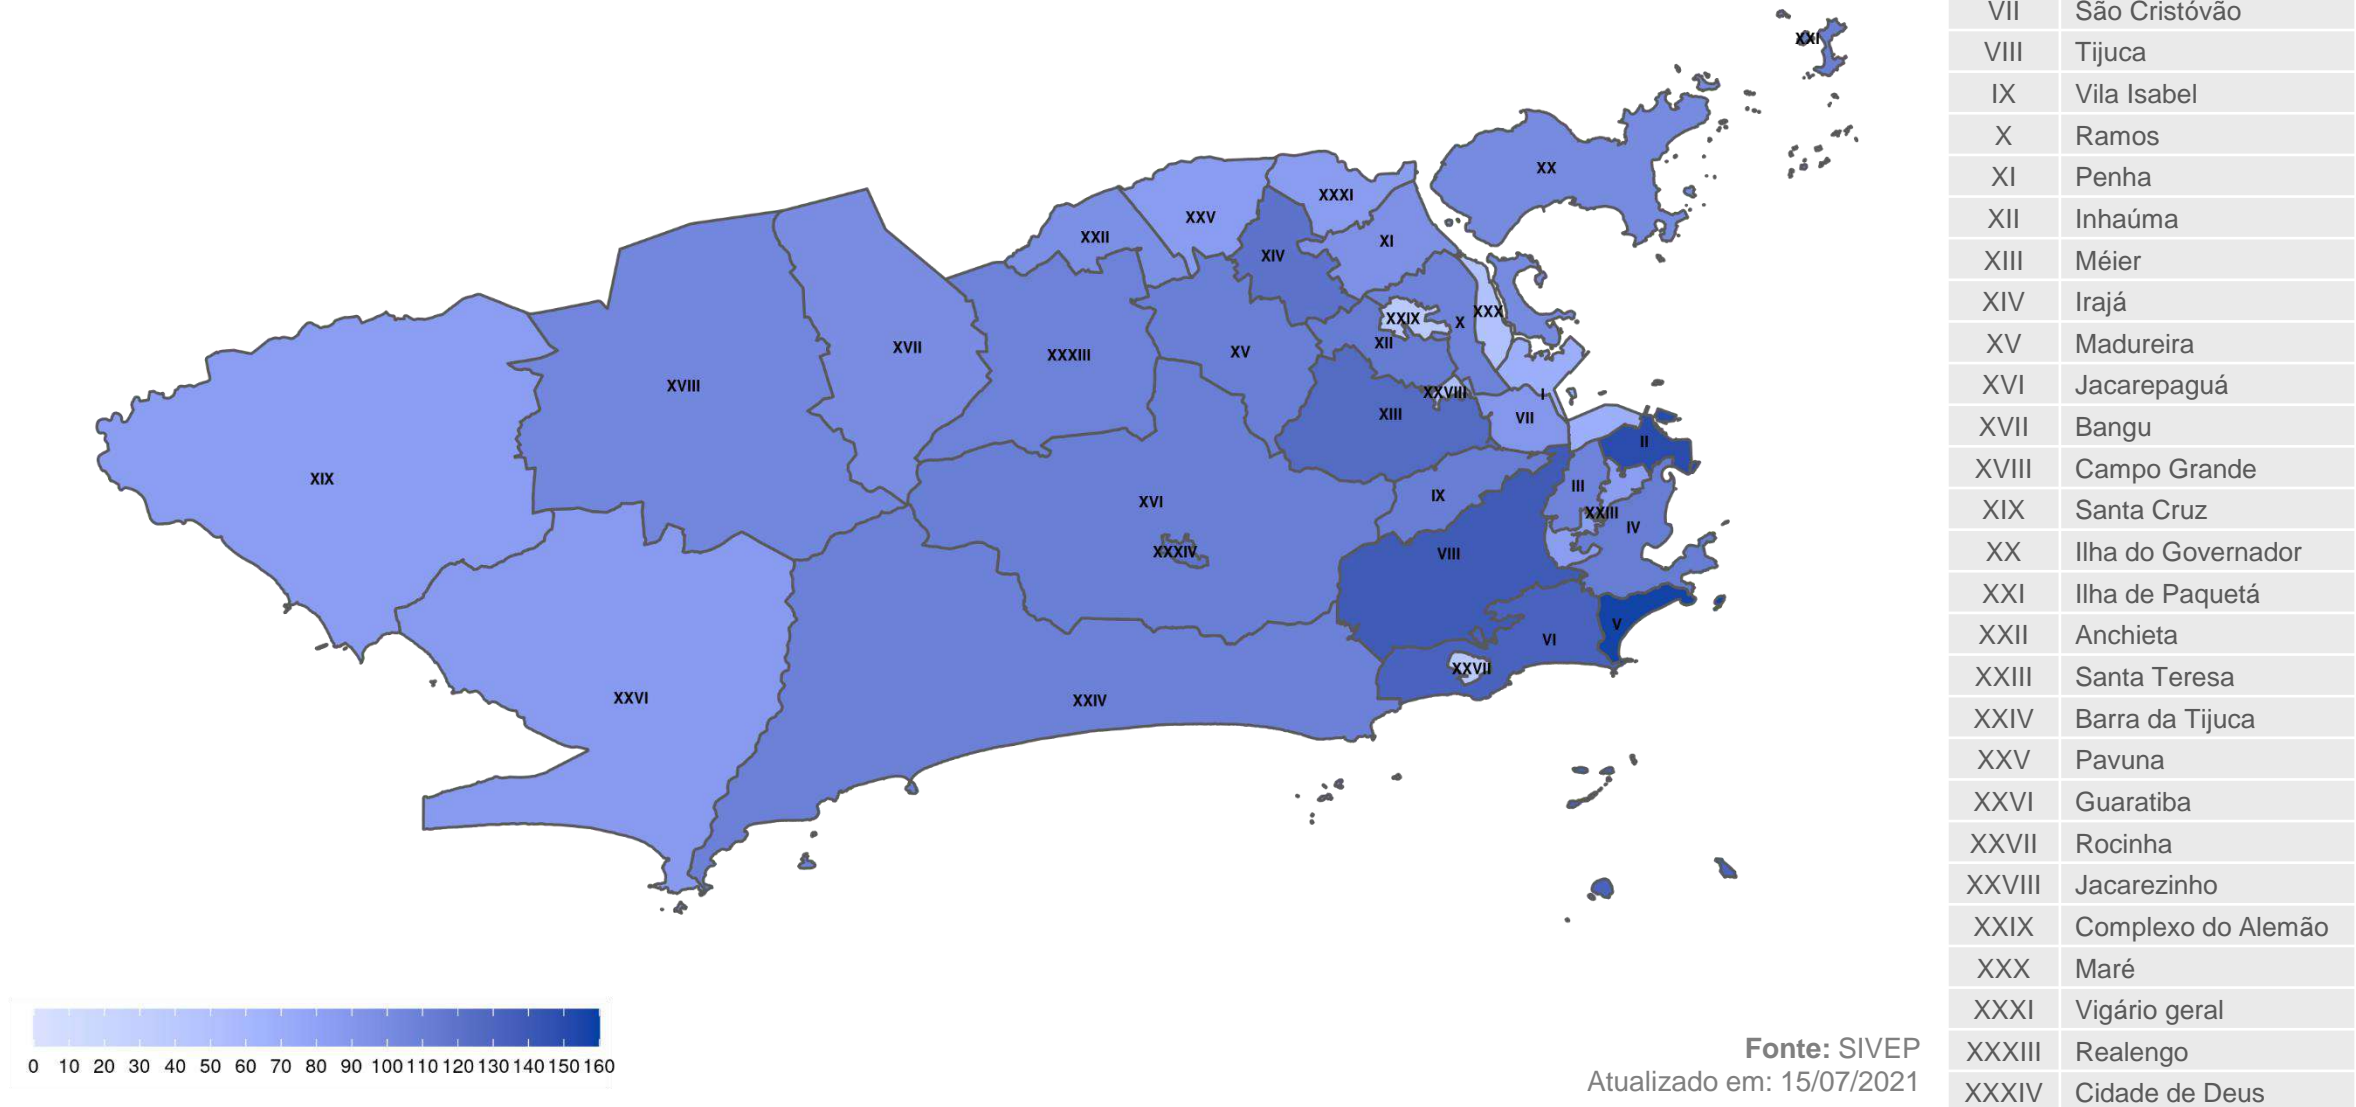 XXI
XX
XXXI
XXV
XXII
XI
XIV
XXX
XXIX
X
XII
XVII
XXXIII
XV
XVIII
XXVIII
I
XIII
VII
II
XIX
III
IX
XVI
XXIII
IV
XXXIV
VIII
V
VI
XXVII
XXVI
XXIV
VII São Cristóvão
VIII Tijuca
IX Vila Isabel
X Ramos
XI Penha
XII Inhaúma
XIII Méier
XIV Irajá
XV Madureira
XVI Jacarepaguá
XVII Bangu
XVIII Campo Grande
XIX Santa Cruz
XX Ilha do Governador
XXI Ilha de Paquetá
XXII Anchieta
XXIII Santa Teresa
XXIV Barra da Tijuca
XXV Pavuna
XXVI Guaratiba
XXVII Rocinha
XXVIII Jacarezinho
XXIX Complexo do Alemão
XXX Maré
XXXI Vigário geral
XXXIII Realengo
XXXIV Cidade de Deus
0 10 20 30 40 50 60 70 80 90 100 110 120 130 140 150 160
Fonte: SIVEP
Atualizado em: 15/07/2021